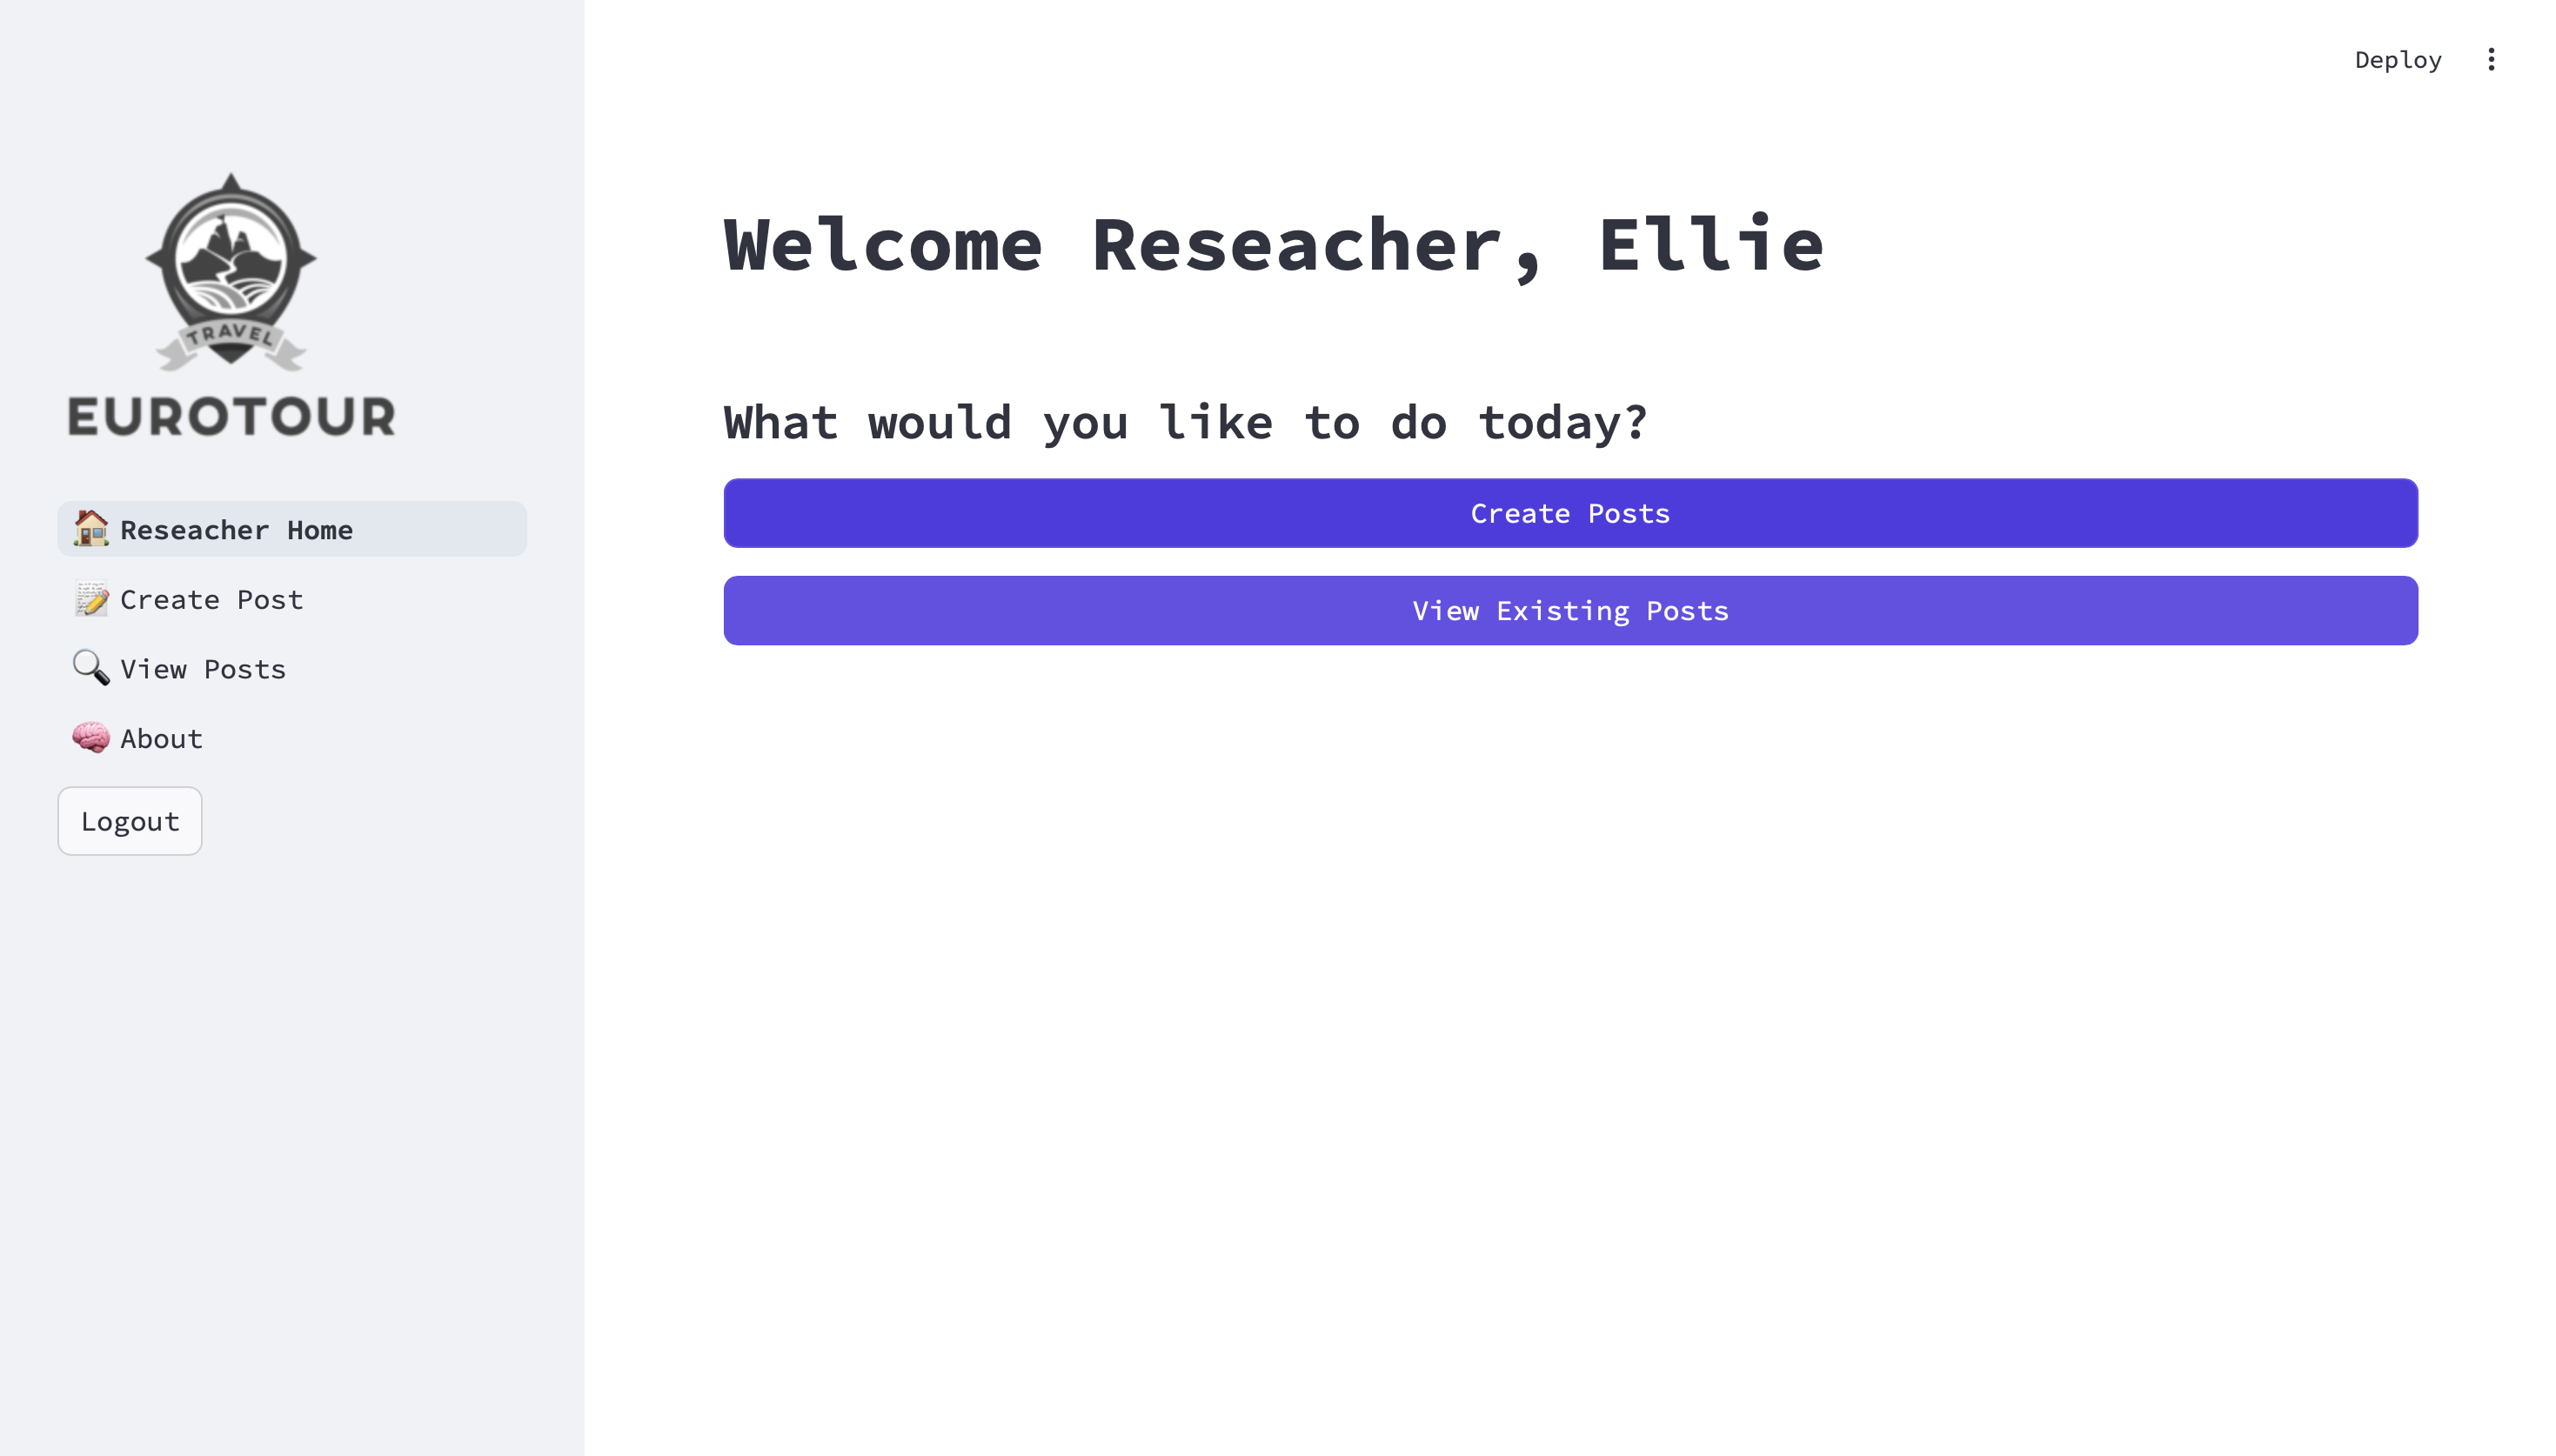 Deploy
TRAVEL
EUROTOUR
Reseacher Home
Create Post
View Posts
About
Logout
Welcome Reseacher, Ellie
What would you like to do today?
Create Posts
View Existing Posts